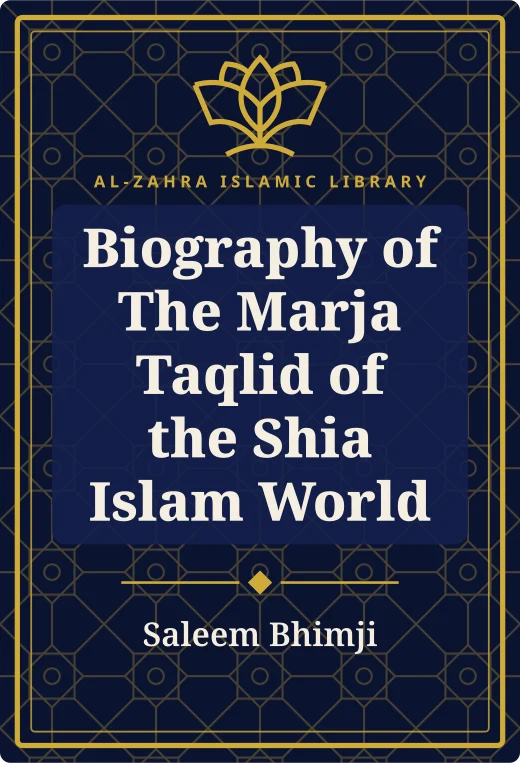 AL-ZAHRA ISLAMIC LIBRARY
Biography of
The Marja
Taqlid of
the Shia
Islam World
Saleem Bhimji